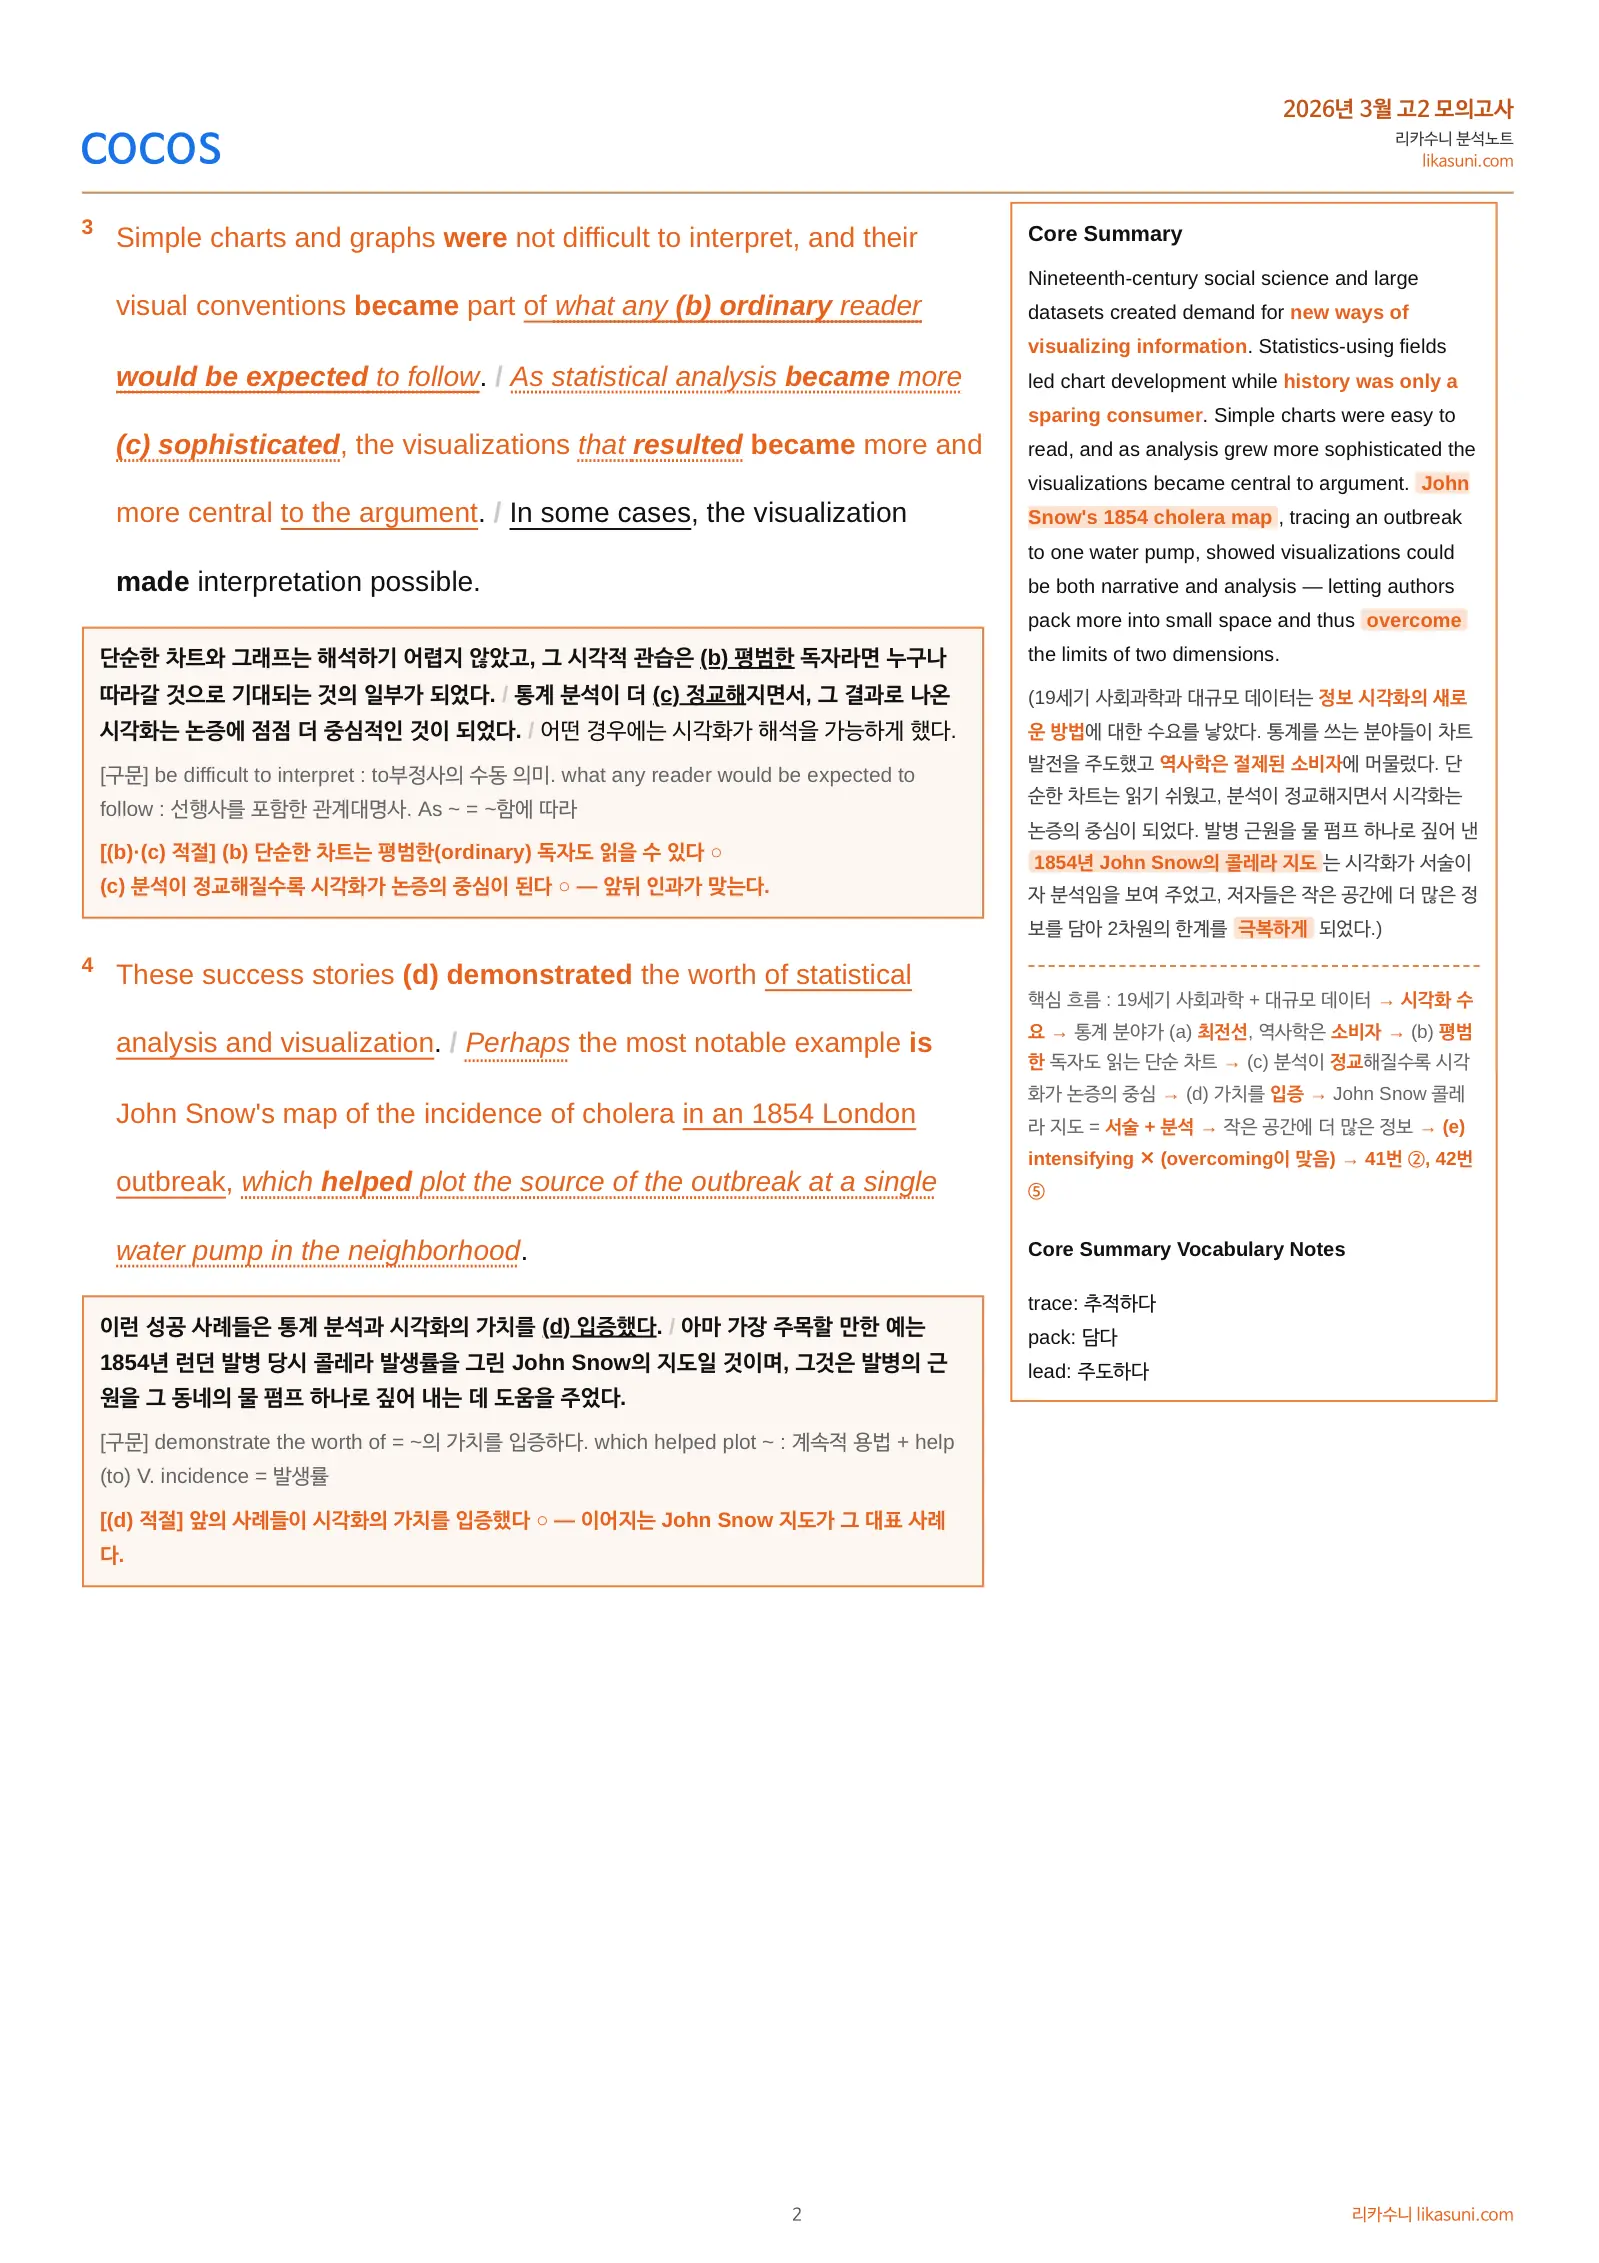 cocos
2026년 3월 고2 모의고사
리카수니 분석노트
likasuni.com
3
Simple charts and graphs were not difficult to interpret, and their
visual conventions became part of what any (b) ordinary reader
would be expected to follow. / As statistical analysis became more
(c) sophisticated, the visualizations that resulted became more and
more central to the argument. / In some cases, the visualization
made interpretation possible.
단순한 차트와 그래프는 해석하기 어렵지 않았고, 그 시각적 관습은 (b) 평범한 독자라면 누구나
따라갈 것으로 기대되는 것의 일부가 되었다. / 통계 분석이 더 (c) 정교해지면서, 그 결과로 나온
시각화는 논증에 점점 더 중심적인 것이 되었다. / 어떤 경우에는 시각화가 해석을 가능하게 했다.
[구문] be difficult to interpret : to부정사의 수동 의미. what any reader would be expected to
follow : 선행사를 포함한 관계대명사. As ~ = ~함에 따라
[(b)·(c) 적절] (b) 단순한 차트는 평범한(ordinary) 독자도 읽을 수 있다 ○
(c) 분석이 정교해질수록 시각화가 논증의 중심이 된다 ○ — 앞뒤 인과가 맞는다.
4
These success stories (d) demonstrated the worth of statistical
analysis and visualization. / Perhaps the most notable example is
John Snow's map of the incidence of cholera in an 1854 London
outbreak, which helped plot the source of the outbreak at a single
water pump in the neighborhood.
이런 성공 사례들은 통계 분석과 시각화의 가치를 (d) 입증했다. / 아마 가장 주목할 만한 예는
1854년 런던 발병 당시 콜레라 발생률을 그린 John Snow의 지도일 것이며, 그것은 발병의 근
원을 그 동네의 물 펌프 하나로 짚어 내는 데 도움을 주었다.
[구문] demonstrate the worth of = ~의 가치를 입증하다. which helped plot ~ : 계속적 용법 + help
(to) V. incidence = 발생률
[(d) 적절] 앞의 사례들이 시각화의 가치를 입증했다 ○ — 이어지는 John Snow 지도가 그 대표 사례
다.
Core Summary
Nineteenth-century social science and large
datasets created demand for new ways of
visualizing information. Statistics-using fields
led chart development while history was only a
sparing consumer. Simple charts were easy to
read, and as analysis grew more sophisticated the
visualizations became central to argument. John
Snow's 1854 cholera map , tracing an outbreak
to one water pump, showed visualizations could
be both narrative and analysis — letting authors
pack more into small space and thus overcome
the limits of two dimensions.
(19세기 사회과학과 대규모 데이터는 정보 시각화의 새로
운 방법에 대한 수요를 낳았다. 통계를 쓰는 분야들이 차트
발전을 주도했고 역사학은 절제된 소비자에 머물렀다. 단
순한 차트는 읽기 쉬웠고, 분석이 정교해지면서 시각화는
논증의 중심이 되었다. 발병 근원을 물 펌프 하나로 짚어 낸
1854년 John Snow의 콜레라 지도 는 시각화가 서술이
자 분석임을 보여 주었고, 저자들은 작은 공간에 더 많은 정
보를 담아 2차원의 한계를 극복하게 되었다.)
핵심 흐름 : 19세기 사회과학 + 대규모 데이터 → 시각화 수
요 → 통계 분야가 (a) 최전선, 역사학은 소비자 → (b) 평범
한 독자도 읽는 단순 차트 → (c) 분석이 정교해질수록 시각
화가 논증의 중심 → (d) 가치를 입증 → John Snow 콜레
라 지도 = 서술 + 분석 → 작은 공간에 더 많은 정보 → (e)
intensifying ✕ (overcoming이 맞음) → 41번 ②, 42번
⑤
Core Summary Vocabulary Notes
trace: 추적하다
pack: 담다
lead: 주도하다
2
리카수니 likasuni.com